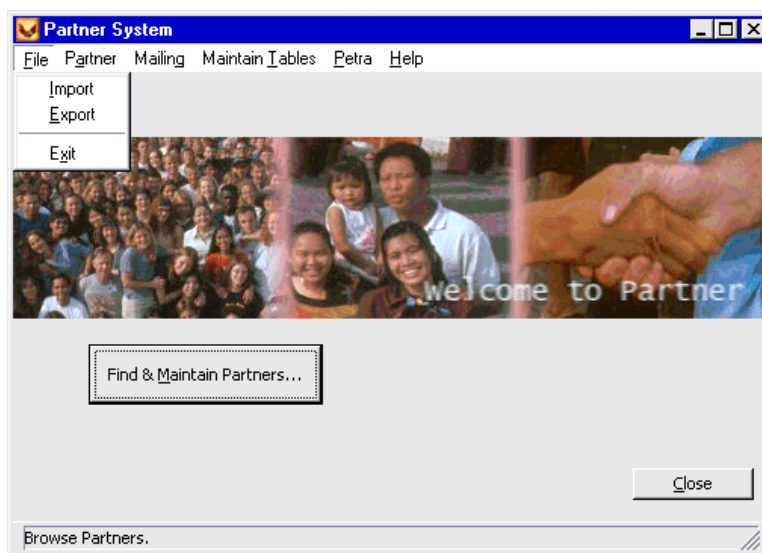 Partner System
File Partner Mailing Maintain Tables Petra Help
Import
Export
Exit
Welcome to Partner
Find & Maintain Partners...
Close
Browse Partners.